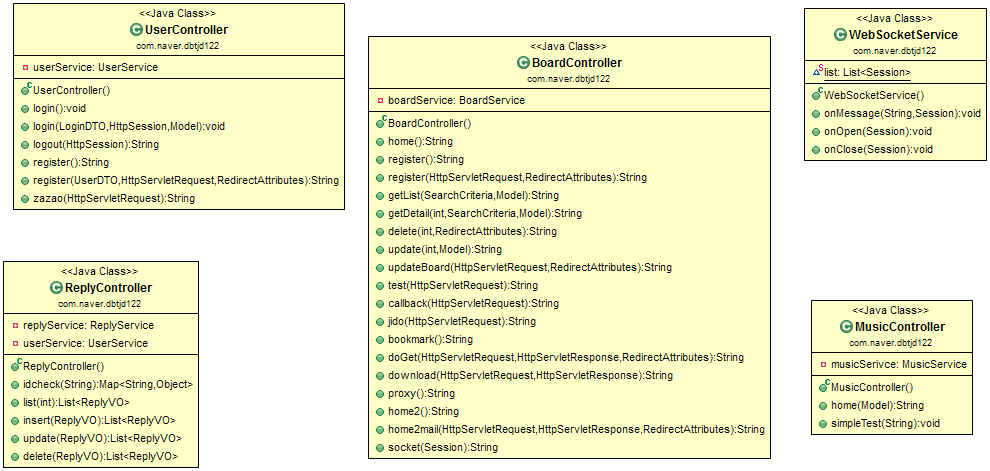 <<Java Class>>
UserController
com.naver.dbtjd122
userService: UserService
UserController()
login():void
login(LoginDTO,HttpSession,Model):void
logout(HttpSession):String
register():String
register(UserDTO,HttpServletRequest,RedirectAttributes):String
zazao(HttpServletRequest):String
<<Java Class>>
BoardController
com.naver.dbtjd122
boardService: BoardService
BoardController()
home():String
register():String
register(HttpServletRequest,RedirectAttributes):String
getList(SearchCriteria,Model):String
getDetail(int,SearchCriteria,Model):String
delete(int,RedirectAttributes):String
update(int,Model):String
updateBoard(HttpServletRequest,RedirectAttributes):String
test(HttpServletRequest):String
callback(HttpServletRequest):String
jido(HttpServletRequest):String
bookmark():String
doGet(HttpServletRequest,HttpServletResponse,RedirectAttributes):String
download(HttpServletRequest,HttpServletResponse):String
proxy():String
home2():String
home2mail(HttpServletRequest,HttpServletResponse,RedirectAttributes):String
socket(Session):String
<<Java Class>>
WebSocketService
com.naver.dbtjd122
list: List<Session>
WebSocketService()
onMessage(String,Session):void
onOpen(Session):void
onClose(Session):void
<<Java Class>>
ReplyController
com.naver.dbtjd122
replyService: ReplyService
userService: UserService
ReplyController()
idcheck(String):Map<String,Object>
list(int):List<ReplyVO>
insert(ReplyVO):List<ReplyVO>
update(ReplyVO):List<ReplyVO>
delete(ReplyVO):List<ReplyVO>
<<Java Class>>
MusicController
com.naver.dbtjd122
musicSerivce: MusicService
MusicController()
home(Model):String
simpleTest(String):void